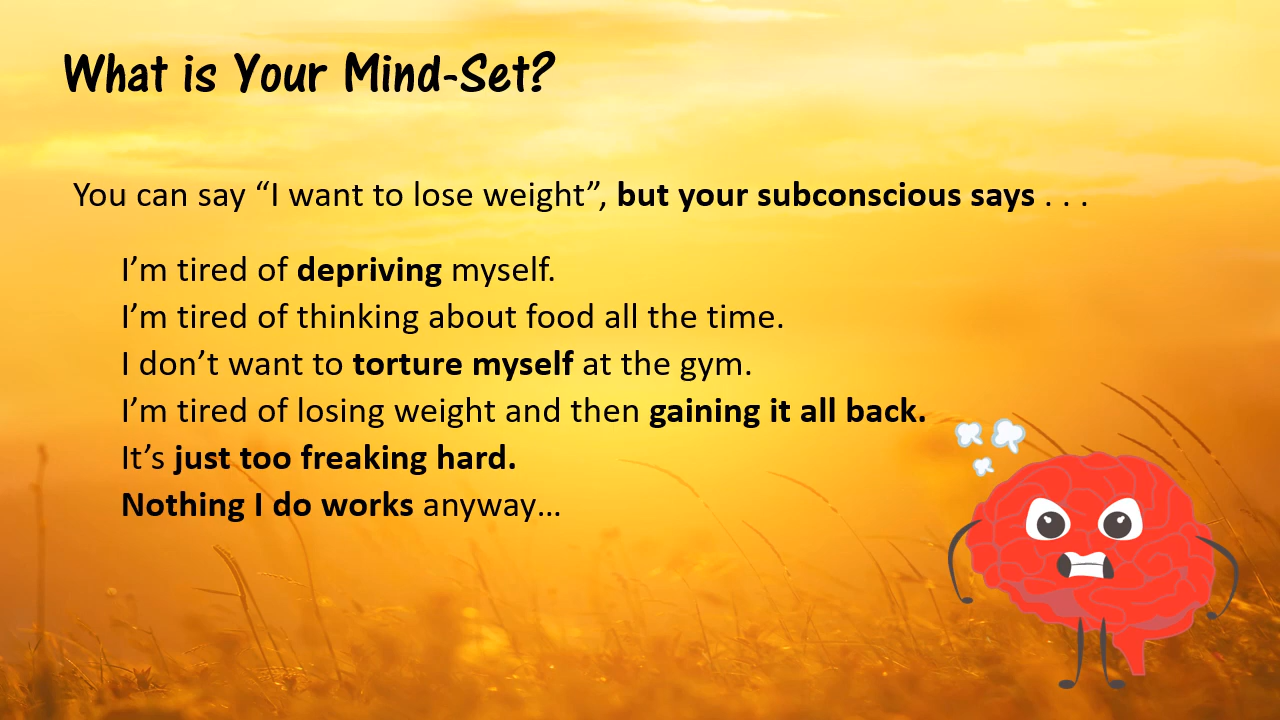 What is Your Mind-Set?
You can say “I want to lose weight”, but your subconscious says . . .
I’m tired of depriving myself.
I’m tired of thinking about food all the time.
I don’t want to torture myself at the gym.
I’m tired of losing weight and then gaining it all back.
It’s just too freaking hard.
Nothing I do works anyway…